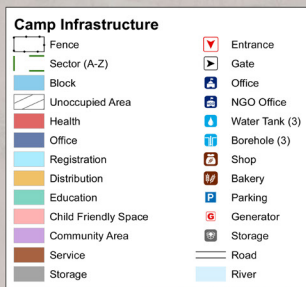 Camp Infrastructure
Fence
Sector (A-Z)
Block
Unoccupied Area
Health
Office
Registration
Distribution
Education
Child Friendly Space
Community Area
Service
Storage
Entrance
Gate
Office
NGO Office
Water Tank (3)
Borehole (3)
Shop
Bakery
P Parking
G Generator
Storage
Road
River